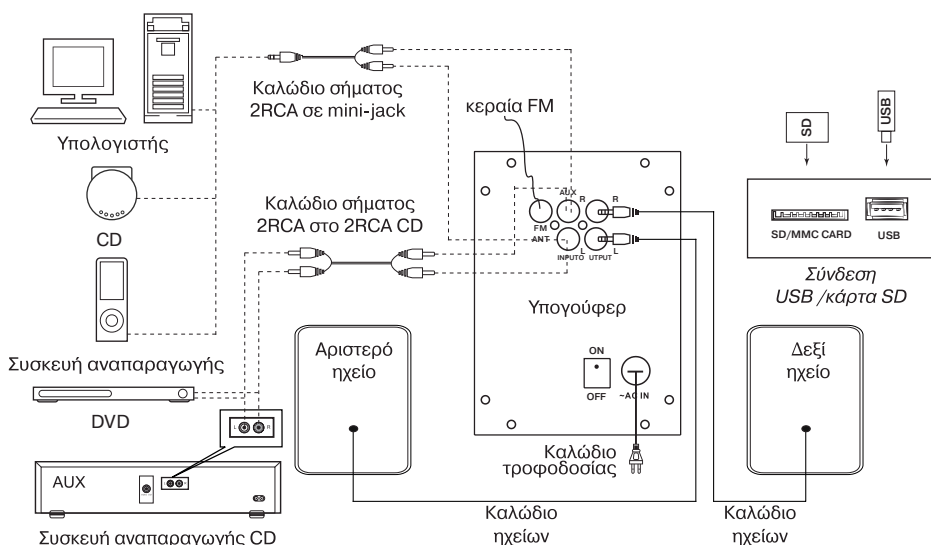 Υπολογιστής
CD
Συσκευή αναπαραγωγής
DVD
L R
AUX
Συσκευή αναπαραγωγής CD
Καλώδιο σήματος
2RCA σε mini-jack
Καλώδιο σήματος
2RCA στο 2RCA CD
κεραία FM
AUX
R R
FM
ANT
L L
INPUTO UTPUT
Υπογούφερ
ON
OFF
~AC IN
Καλώδιο
τροφοδοσίας
Αριστερό
ηχείο
Δεξί
ηχείο
Καλώδιο
ηχείων
Καλώδιο
ηχείων
SD
USB
SD/MMC CARD USB
Σύνδεση
USB /κάρτα SD